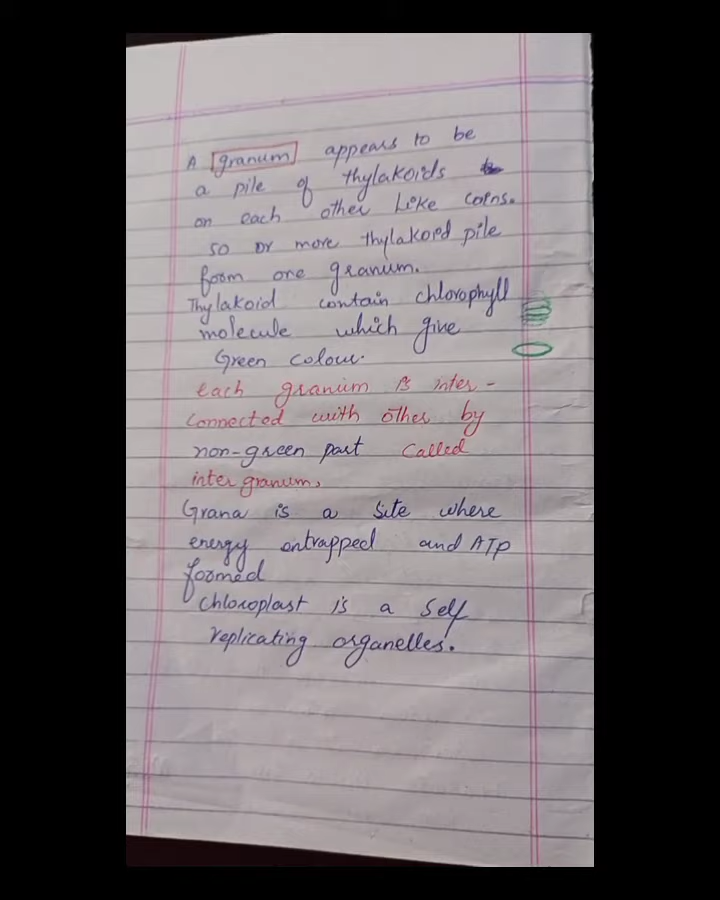 A granum appears to be
a pile of thylakoids
on each other Like coins.
50 or more thylakoid pile
form one granum.
Thylakoid contain chlorophyll
molecule which give
Green colour.
each granum is inter-
connected with other by
non-green part called
inter granum.
Grana is a site where
energy entrapped and ATP
formed
chloroplast is a self
replicating organelles.